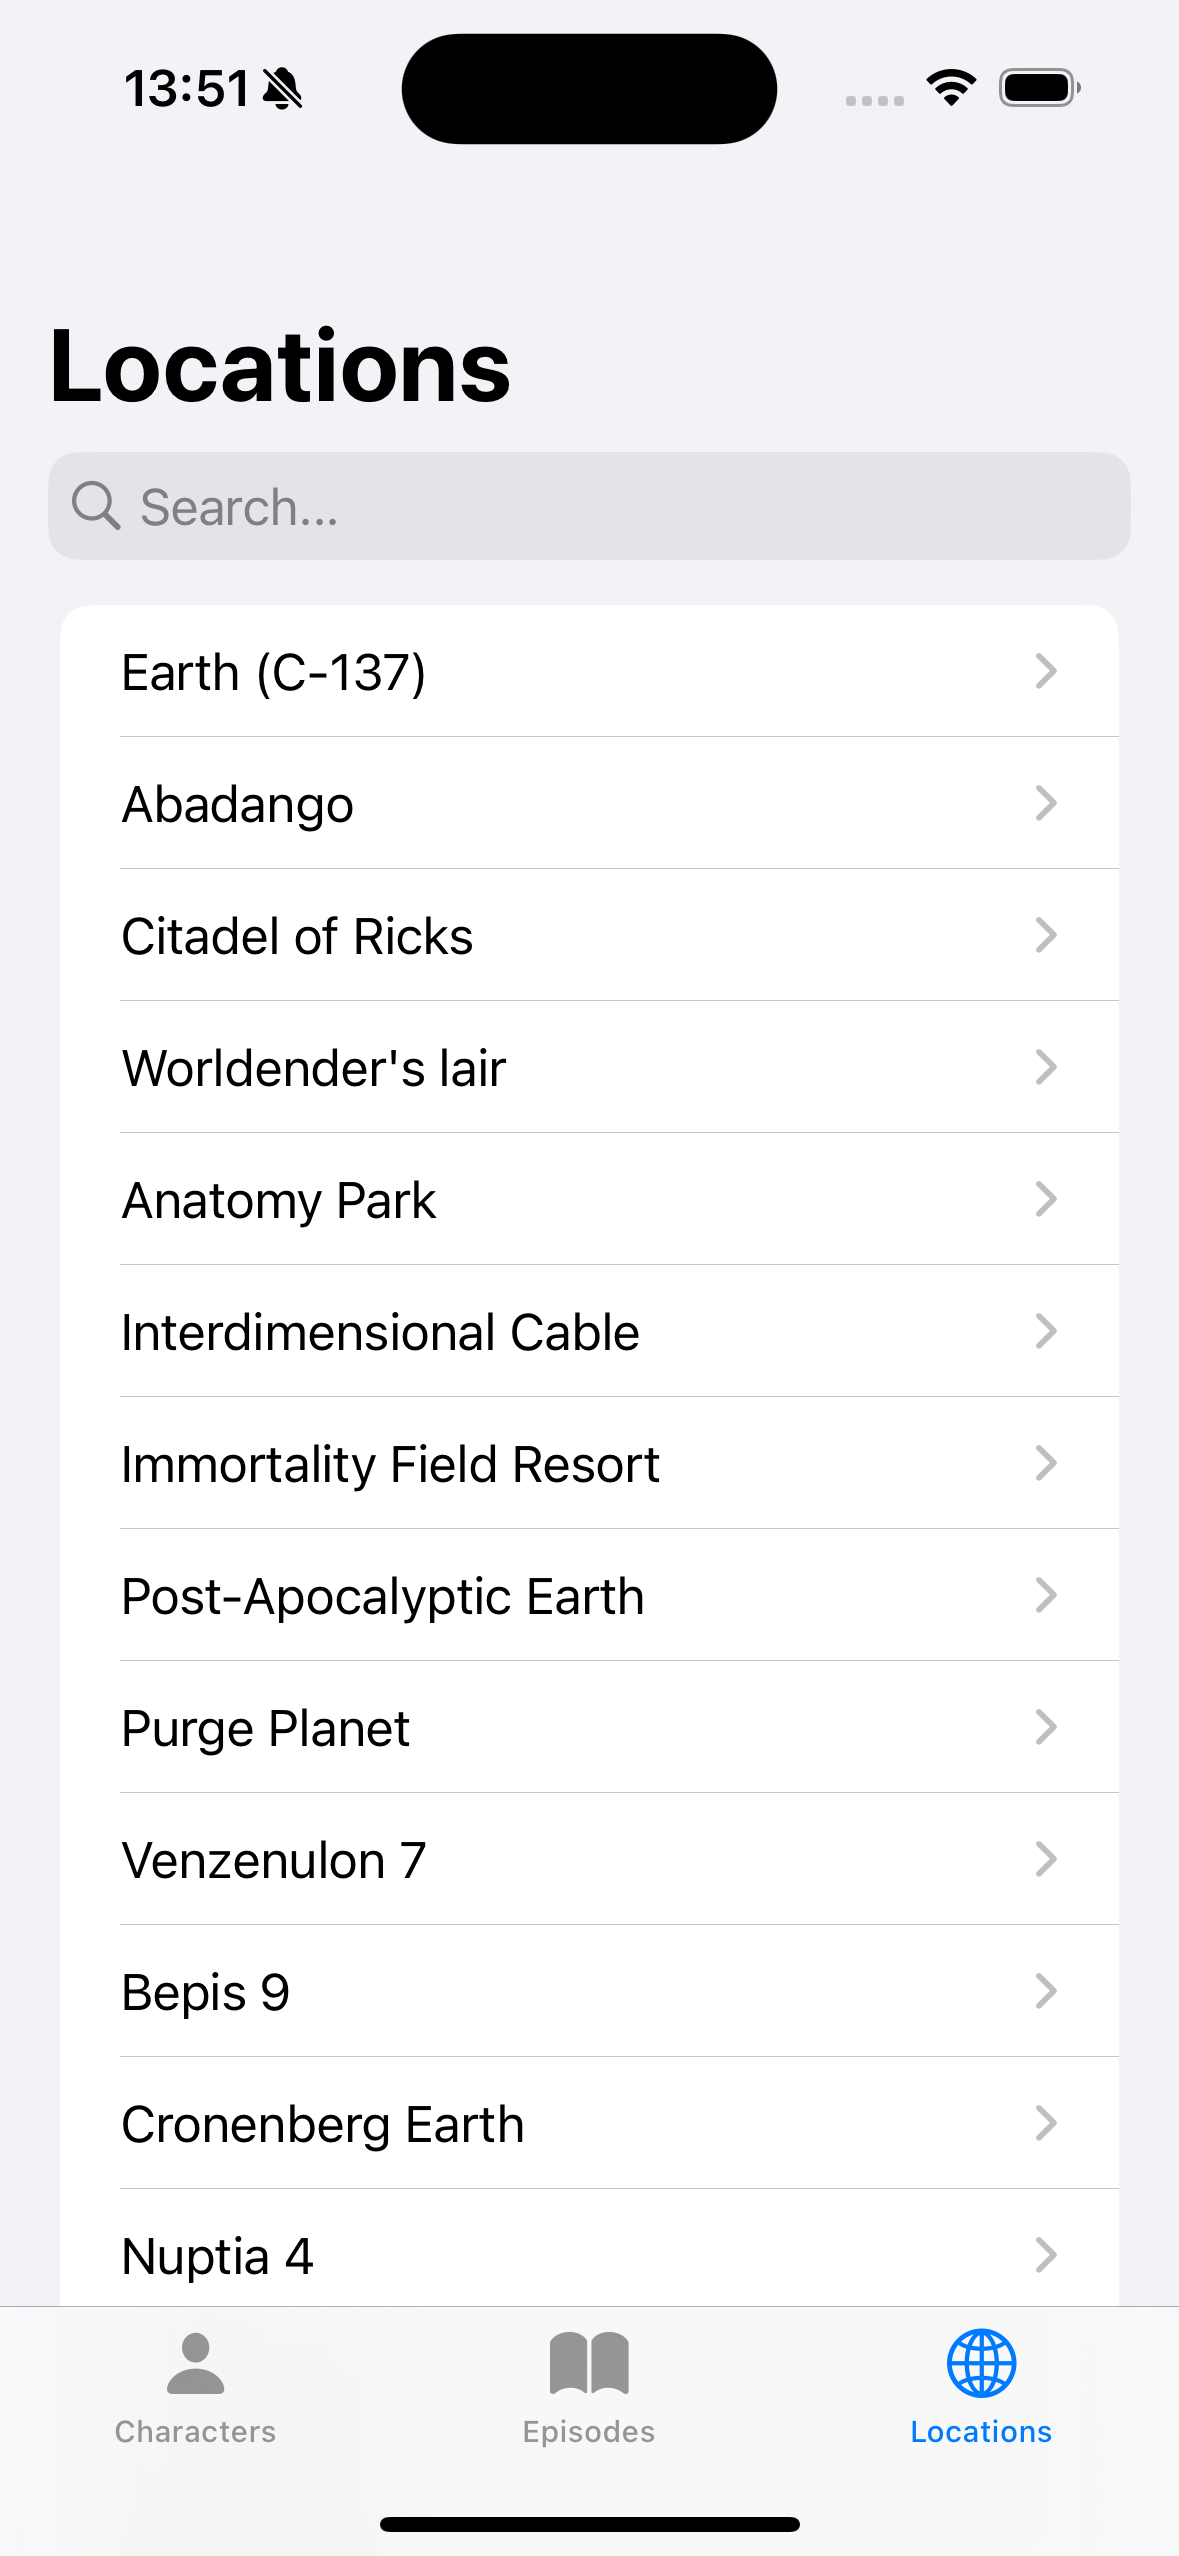 13:51
Locations
Search...
Earth (C-137)
Abadango
Citadel of Ricks
Worldender's lair
Anatomy Park
Interdimensional Cable
Immortality Field Resort
Post-Apocalyptic Earth
Purge Planet
Venzenulon 7
Bepis 9
Cronenberg Earth
Nuptia 4
Characters
Episodes
Locations